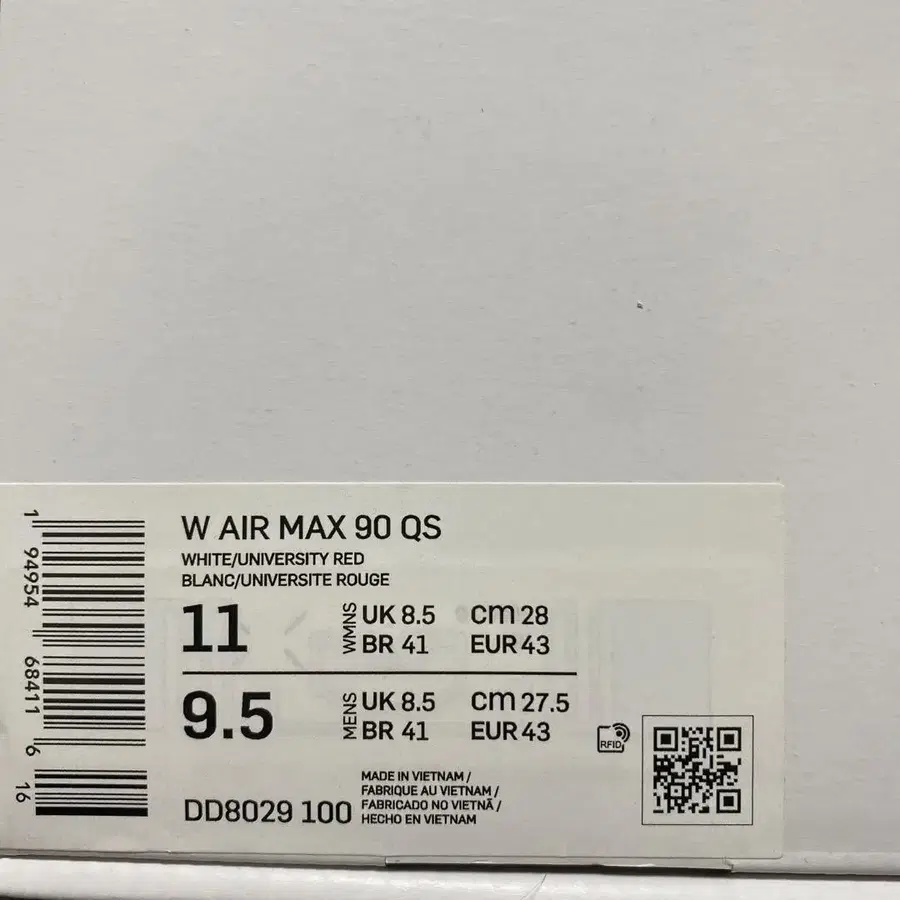 W AIR MAX 90 QS
WHITE/UNIVERSITY RED
BLANC/UNIVERSITE ROUGE
11 WMNS UK 8.5 cm 28
BR 41 EUR 43
9.5 MENS UK 8.5 cm 27.5
BR 41 EUR 43
RFID
DD8029 100
MADE IN VIETNAM /
FABRIQUE AU VIETNAM /
FABRICADO NO VIETNÃ /
HECHO EN VIETNAM
1 94954 68411 6
16